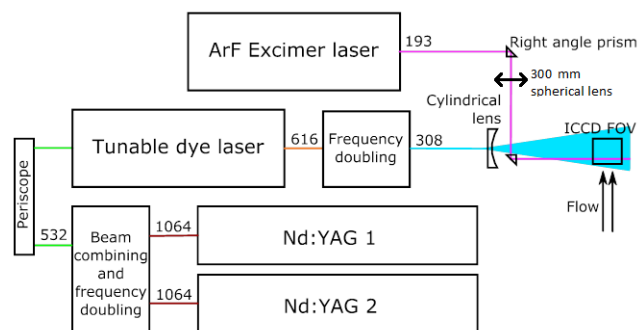 ArF Excimer laser
193
Right angle prism
300 mm
spherical lens
Cylindrical
lens
ICCD FOV
Tunable dye laser
616
Frequency
doubling
308
Flow
Periscope
532
Beam
combining
and
frequency
doubling
1064
Nd:YAG 1
1064
Nd:YAG 2